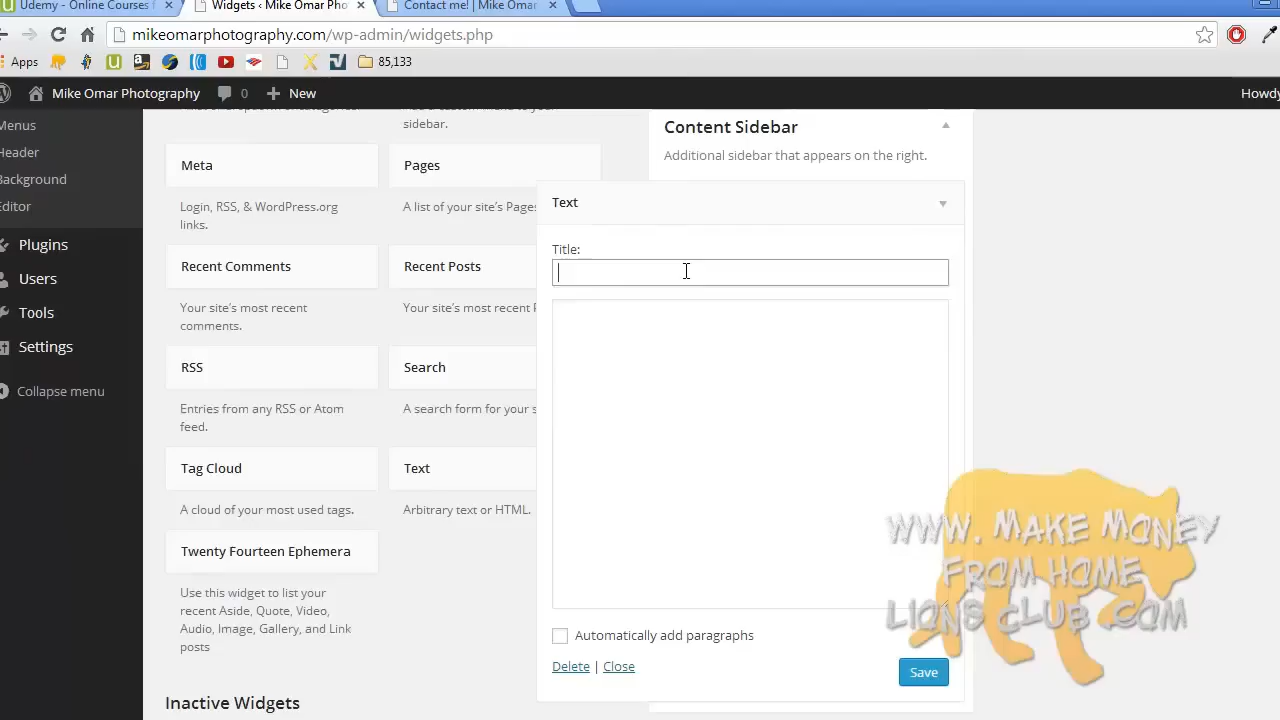 Udemy - Online Courses f
Widgets ‹ Mike Omar Pho
Contact me! | Mike Omar
mikeomarphotography.com/wp-admin/widgets.php
Apps
85,133
Mike Omar Photography
0
New
Howdy
Menus
Header
Background
Editor
Plugins
Users
Tools
Settings
Collapse menu
sidebar.
Meta
Login, RSS, & WordPress.org
links.
Pages
A list of your site's Pages
Recent Comments
Your site's most recent
comments.
Recent Posts
Your site's most recent P
RSS
Entries from any RSS or Atom
feed.
Search
A search form for your s
Tag Cloud
A cloud of your most used tags.
Text
Arbitrary text or HTML.
Twenty Fourteen Ephemera
Use this widget to list your
recent Aside, Quote, Video,
Audio, Image, Gallery, and Link
posts
Inactive Widgets
Content Sidebar
Additional sidebar that appears on the right.
Text
Title:
Automatically add paragraphs
Delete | Close
Save
WWW. MAKE MONEY
FROM HOME
LIONS CLUB .COM